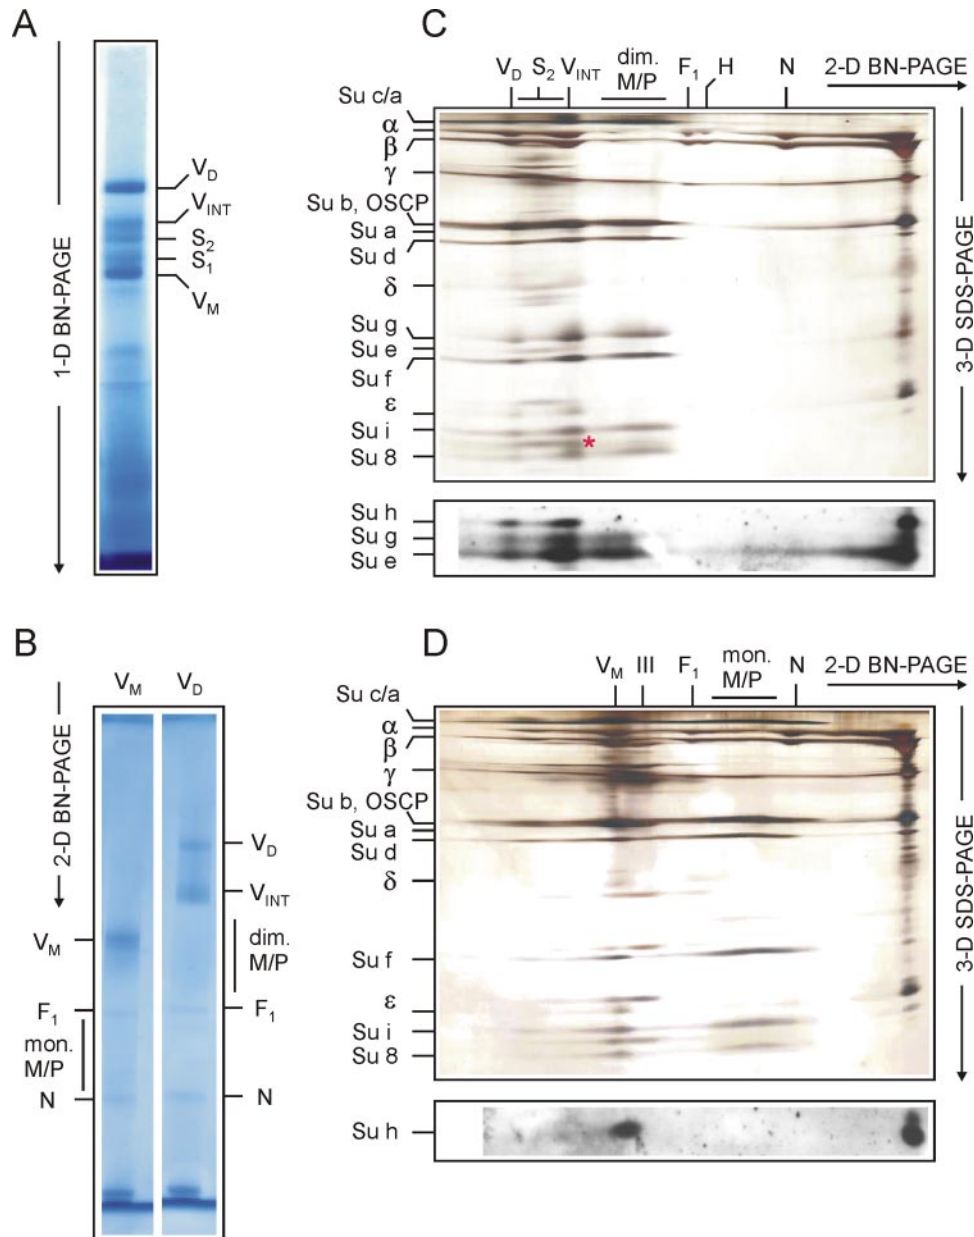 A
1-D BN-PAGE
V_D
V_INT
S_2
S_1
V_M
B
V_M V_D
2-D BN-PAGE
V_D
V_INT
V_M
dim.
M/P
F_1 F_1
mon.
M/P
N N
C
V_D S_2 V_INT dim. M/P F_1 H N 2-D BN-PAGE
Su c/a
α
β
γ
Su b, OSCP
Su a
Su d
δ
Su g
Su e
Su f
ε
Su i
*
Su 8
3-D SDS-PAGE
Su h
Su g
Su e
D
V_M III F_1 mon. M/P N 2-D BN-PAGE
Su c/a
α
β
γ
Su b, OSCP
Su a
Su d
δ
Su f
ε
Su i
Su 8
3-D SDS-PAGE
Su h